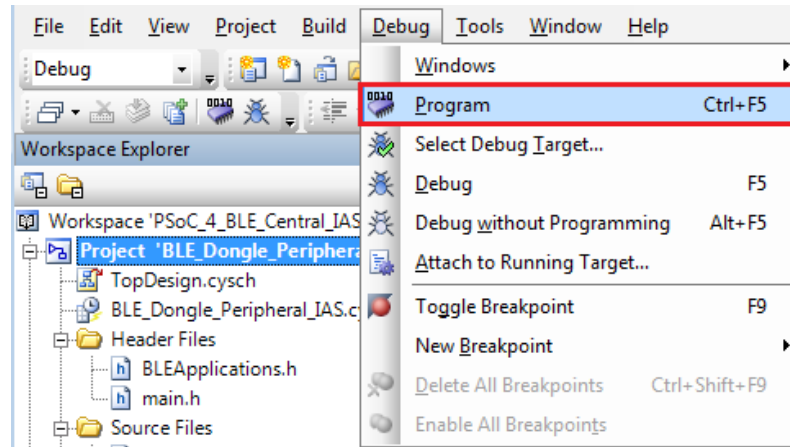 File Edit View Project Build Debug Tools Window Help
Debug
Windows
0010
Program Ctrl+F5
Workspace Explorer
Select Debug Target...
Debug F5
Workspace 'PSoC_4_BLE_Central_IAS
Debug without Programming Alt+F5
Project 'BLE_Dongle_Periphera
Attach to Running Target...
TopDesign.cysch
Toggle Breakpoint F9
BLE_Dongle_Peripheral_IAS.c
Header Files
New Breakpoint
BLEApplications.h
Delete All Breakpoints Ctrl+Shift+F9
main.h
Enable All Breakpoints
Source Files